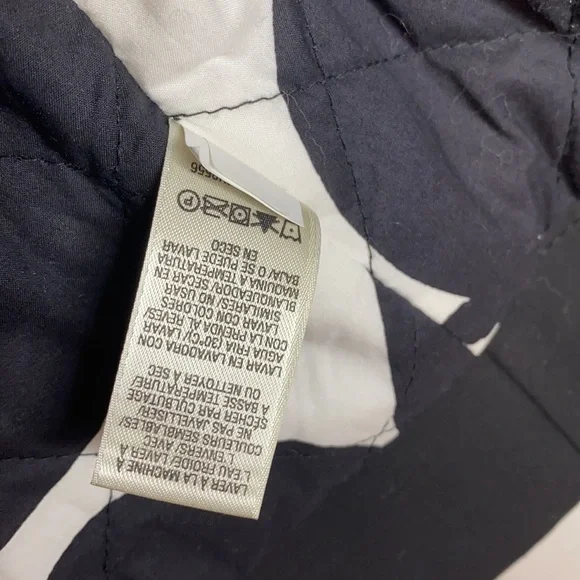 LAVER À LA MACHINE À
L'EAU FROIDE/ LAVER À
L'ENVERS/ AVEC
COULEURS SEMBLABLES/
NE PAS JAVELLISER/
SÉCHER PAR CULBUTAGE
À BASSE TEMPÉRATURE/
OU NETTOYER À SEC
LAVAR EN LAVADORA CON
AGUA FRIA (30°C)/ LAVAR
CON LA PRENDA AL REVES/
LAVAR CON COLORES
SIMILARES/ NO USAR
BLANQUEADOR/ SECAR EN
MAQUINA A TEMPERATURA
BAJA/ O SE PUEDE LAVAR
EN SECO
P